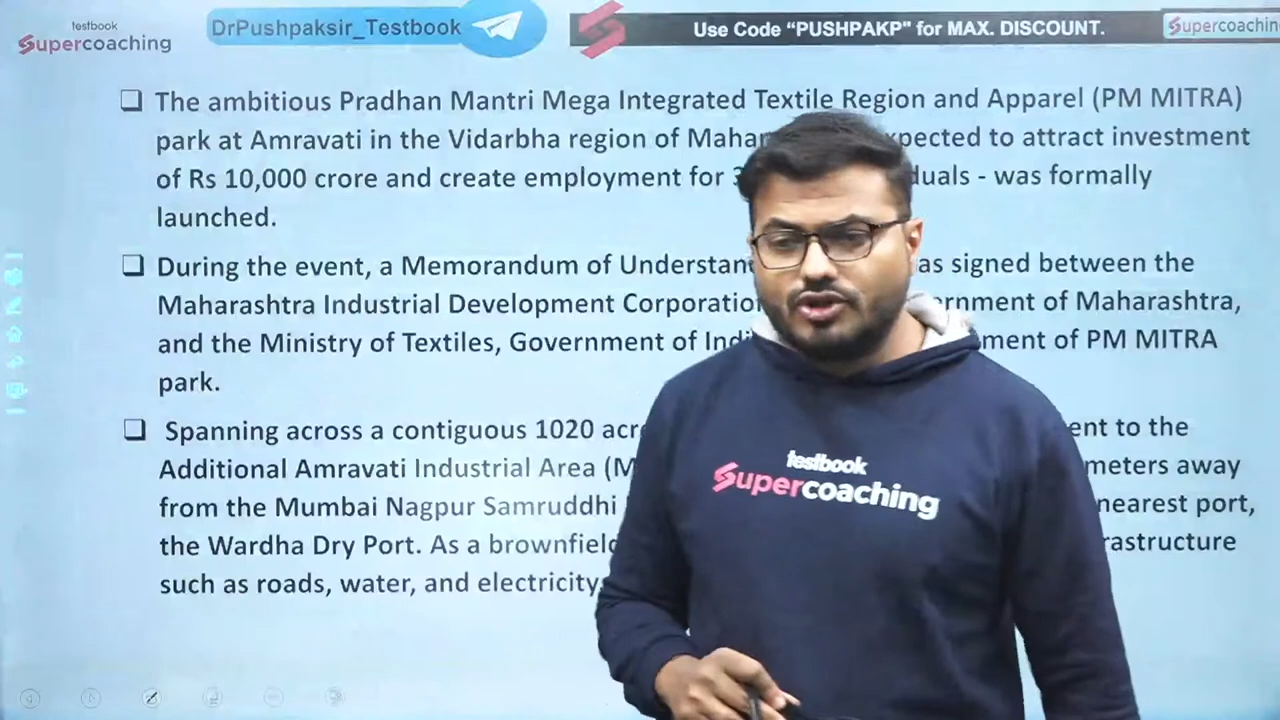 testbook
Supercoaching
DrPushpaksir_Testbook
Use Code “PUSHPAKP" for MAX. DISCOUNT.
Supercoachin
❑ The ambitious Pradhan Mantri Mega Integrated Textile Region and Apparel (PM MITRA)
park at Amravati in the Vidarbha region of Mahar xpected to attract investment
of Rs 10,000 crore and create employment for 3 duals - was formally
launched.
❑ During the event, a Memorandum of Understan as signed between the
Maharashtra Industrial Development Corporatio ernment of Maharashtra,
and the Ministry of Textiles, Government of Indi ment of PM MITRA
park.
❑ Spanning across a contiguous 1020 acr ent to the
Additional Amravati Industrial Area (M meters away
from the Mumbai Nagpur Samruddhi nearest port,
the Wardha Dry Port. As a brownfield rastructure
such as roads, water, and electricity
testbook
Supercoaching